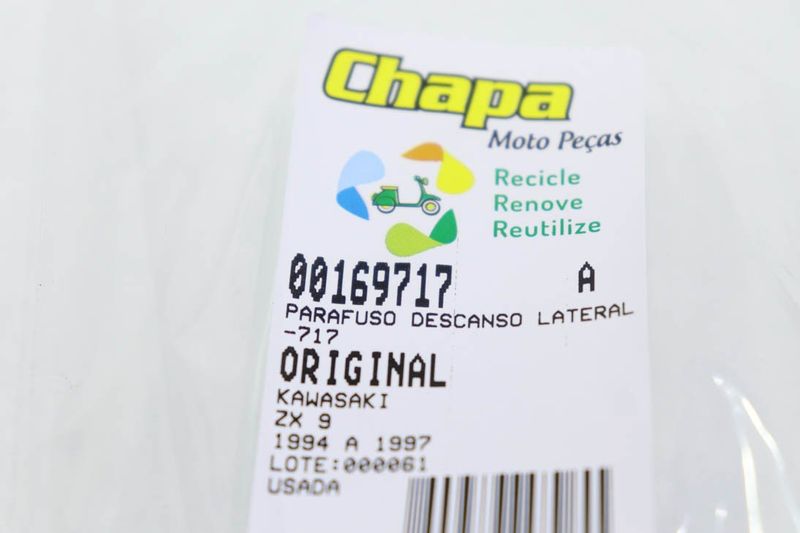 Chapa
Moto Peças
Recicle
Renove
Reutilize
00169717 A
PARAFUSO DESCANSO LATERAL
-717
ORIGINAL
KAWASAKI
ZX 9
1994 A 1997
LOTE:000061
USADA